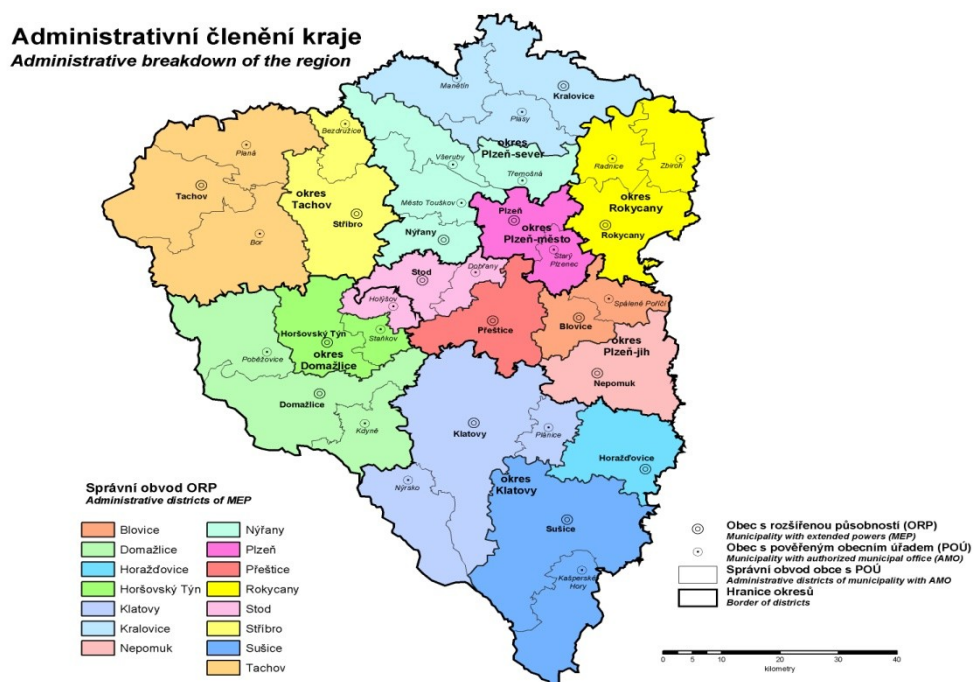 Administrativní členění kraje
Administrative breakdown of the region
Manětín
Kralovice
Plasy
Bezdružice
okres
Plzeň-sever
Planá
Všeruby
Třemošná
Radnice
Zbiroh
Tachov
okres
Tachov
Město Touškov
Plzeň
okres
Rokycany
Stříbro
okres
Plzeň-město
Bor
Nýřany
Starý
Plzenec
Rokycany
Stod
Dobřany
Holýšov
Spálené Poříčí
Přeštice
Blovice
Horšovský Týn
Staňkov
okres
Domažlice
okres
Plzeň-jih
Poběžovice
Nepomuk
Domažlice
Kdyně
Klatovy
Plánice
Horažďovice
Nýrsko
okres
Klatovy
Sušice
Kašperské
Hory
Správní obvod ORP
Administrative districts of MEP
Blovice
Domažlice
Horažďovice
Horšovský Týn
Klatovy
Kralovice
Nepomuk
Nýřany
Plzeň
Přeštice
Rokycany
Stod
Stříbro
Sušice
Tachov
Obec s rozšířenou působností (ORP)
Municipality with extended powers (MEP)
Obec s pověřeným obecním úřadem (POÚ)
Municipality with authorized municipal office (AMO)
Správní obvod obce s POÚ
Administrative districts of municipality with AMO
Hranice okresů
Border of districts
0 5 10 20 30 40
kilometry